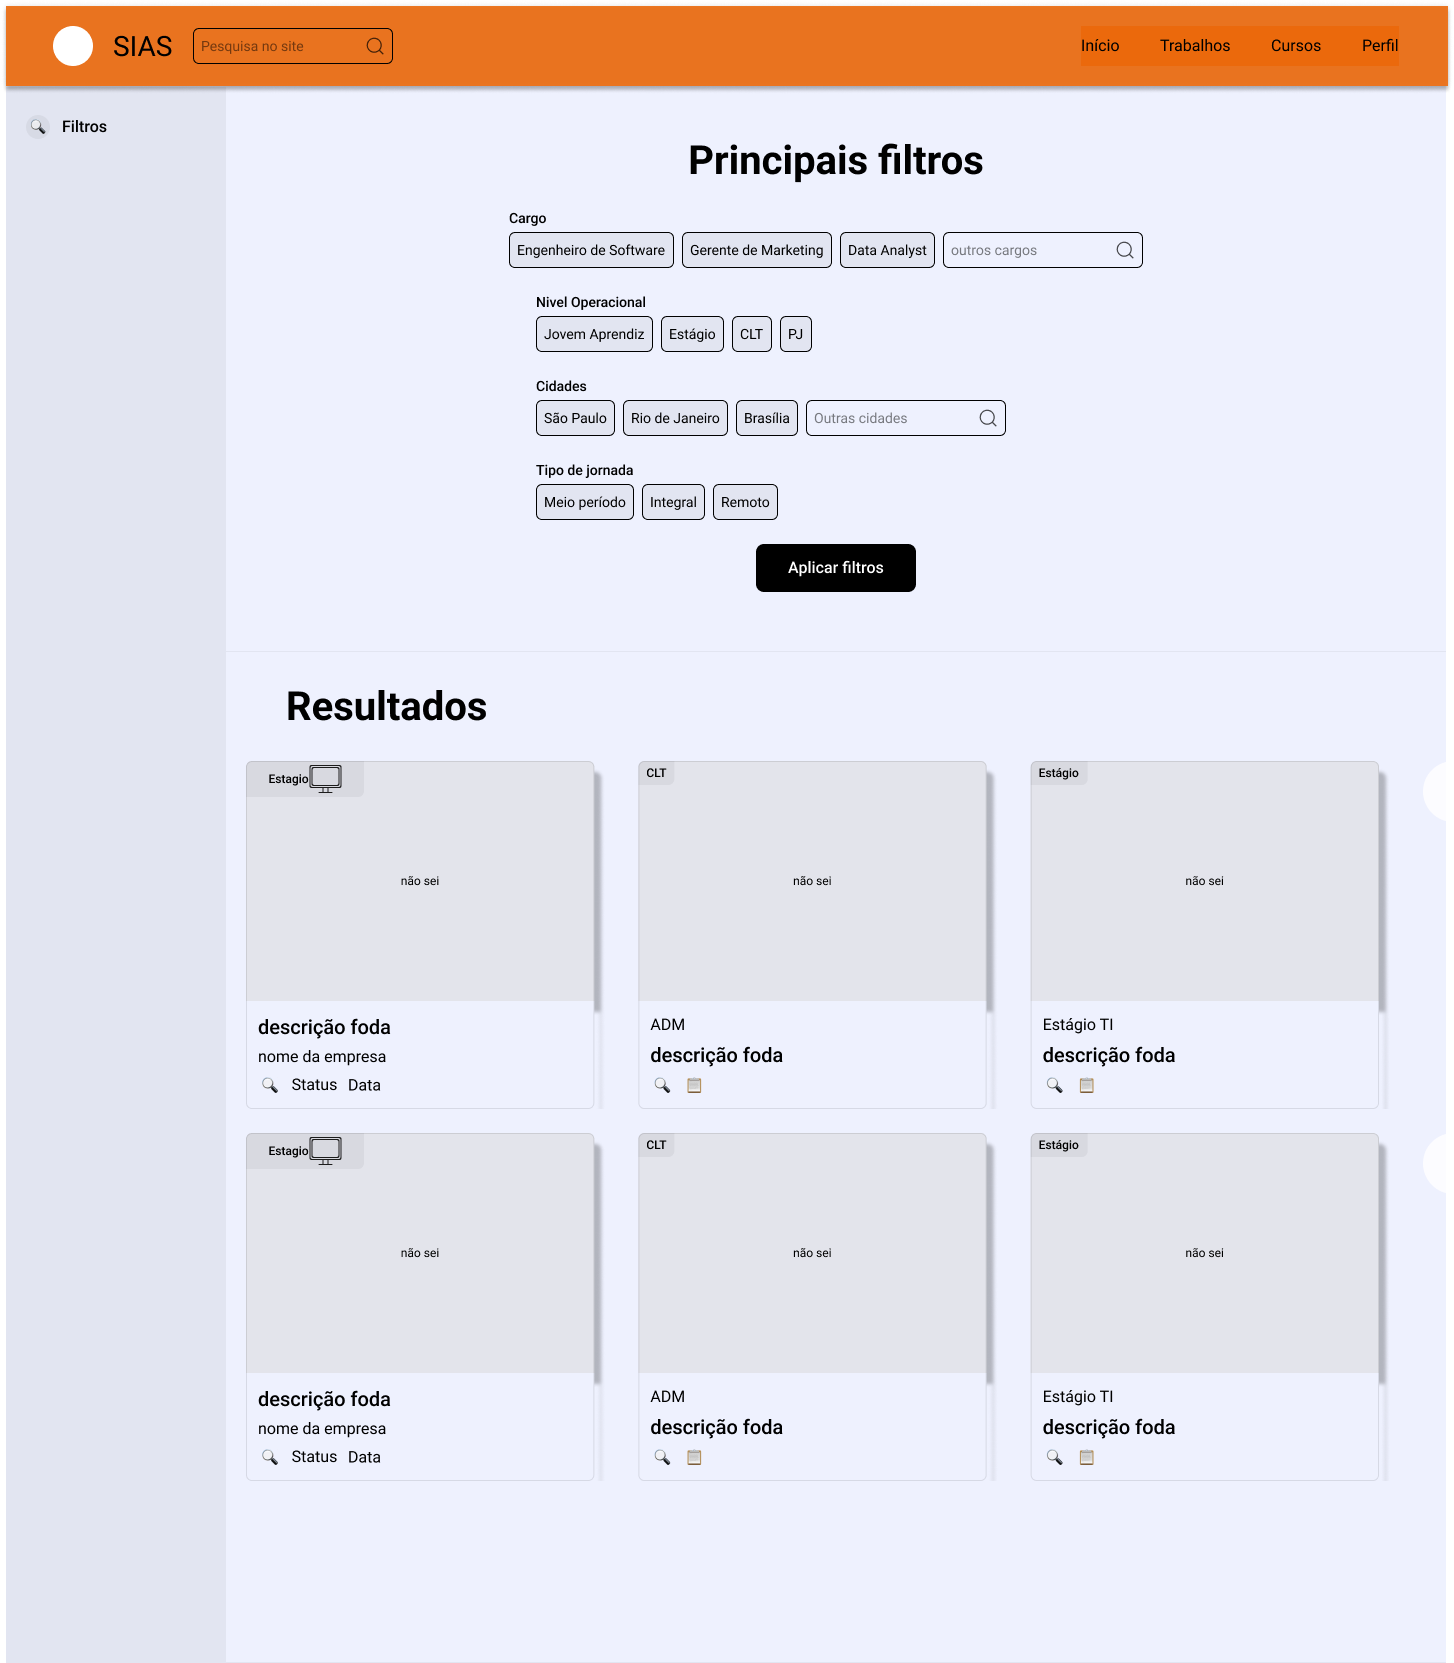 SIAS
Pesquisa no site
Início Trabalhos Cursos Perfil
Filtros
Principais filtros
Cargo
Engenheiro de Software Gerente de Marketing Data Analyst outros cargos
Nivel Operacional
Jovem Aprendiz Estágio CLT PJ
Cidades
São Paulo Rio de Janeiro Brasília Outras cidades
Tipo de jornada
Meio período Integral Remoto
Aplicar filtros
Resultados
Estagio
não sei
descrição foda
nome da empresa
Status Data
CLT
não sei
ADM
descrição foda
Estágio
não sei
Estágio TI
descrição foda
Estagio
não sei
descrição foda
nome da empresa
Status Data
CLT
não sei
ADM
descrição foda
Estágio
não sei
Estágio TI
descrição foda